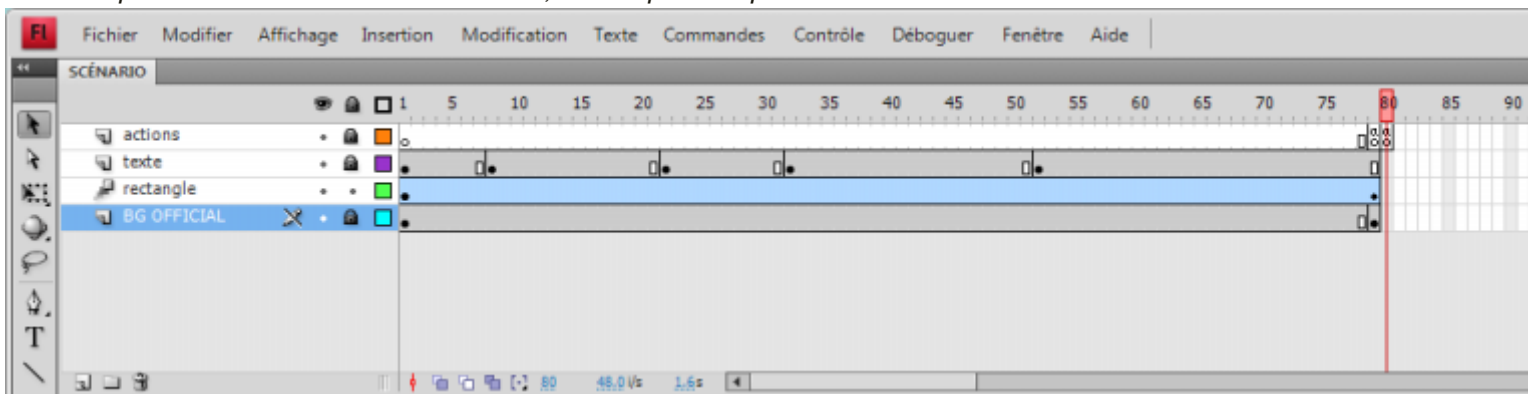 Fl Fichier Modifier Affichage Insertion Modification Texte Commandes Contrôle Déboguer Fenêtre Aide
SCÉNARIO
1 5 10 15 20 25 30 35 40 45 50 55 60 65 70 75 80 85 90
actions
texte
rectangle
BG OFFICIAL
T
80 48.0 i/s 1.6s